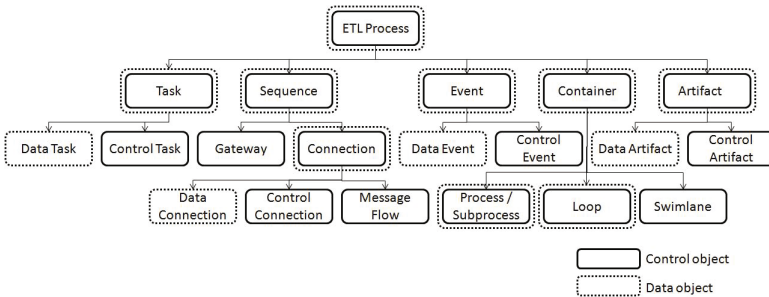 ETL Process
Task
Sequence
Event
Container
Artifact
Data Task
Control Task
Gateway
Connection
Data Event
Control
Event
Data Artifact
Control
Artifact
Data
Connection
Control
Connection
Message
Flow
Process /
Subprocess
Loop
Swimlane
Control object
Data object